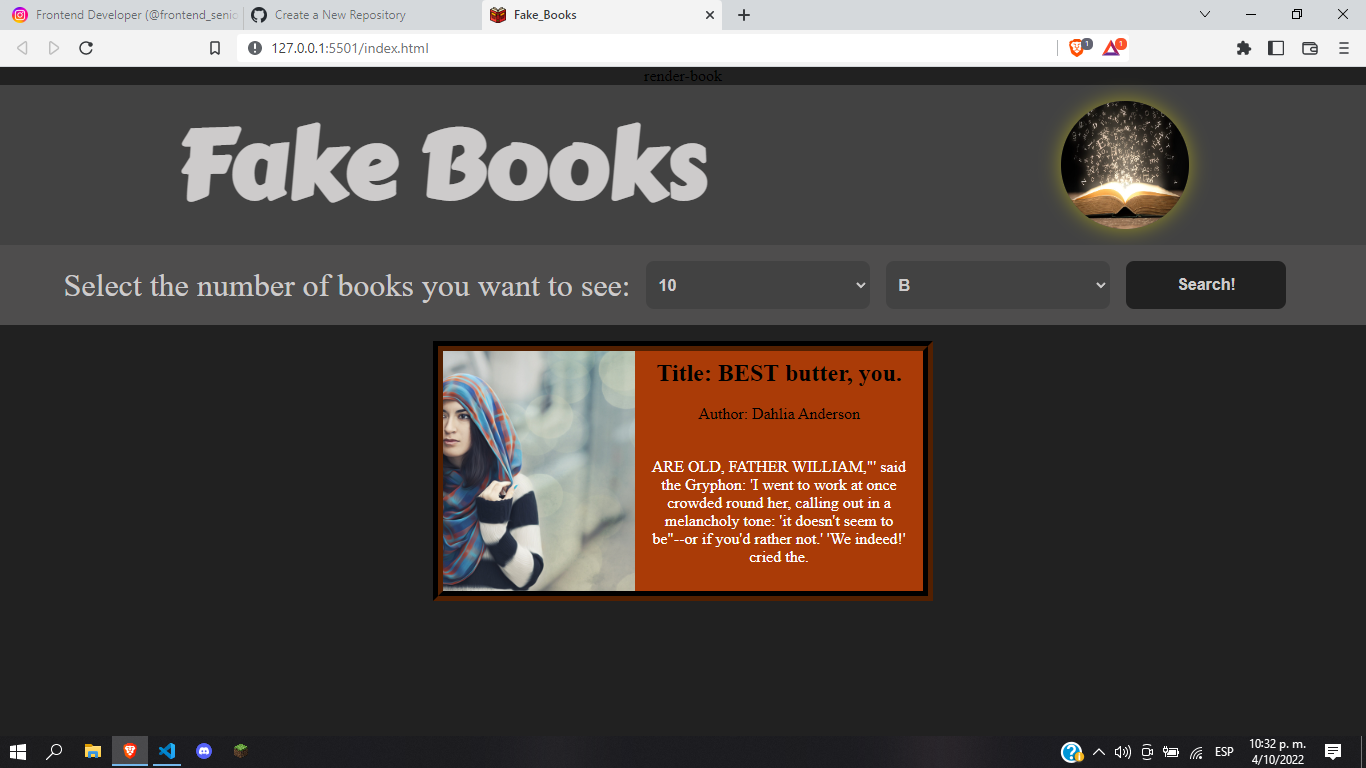 Frontend Developer (@frontend_senio
Create a New Repository
Fake_Books
127.0.0.1:5501/index.html
1
1
render-book
Fake Books
Select the number of books you want to see:
10
B
Search!
Title: BEST butter, you.
Author: Dahlia Anderson
ARE OLD, FATHER WILLIAM,"' said
the Gryphon: 'I went to work at once
crowded round her, calling out in a
melancholy tone: 'it doesn't seem to
be"--or if you'd rather not.' 'We indeed!'
cried the.
ESP
10:32 p. m.
4/10/2022